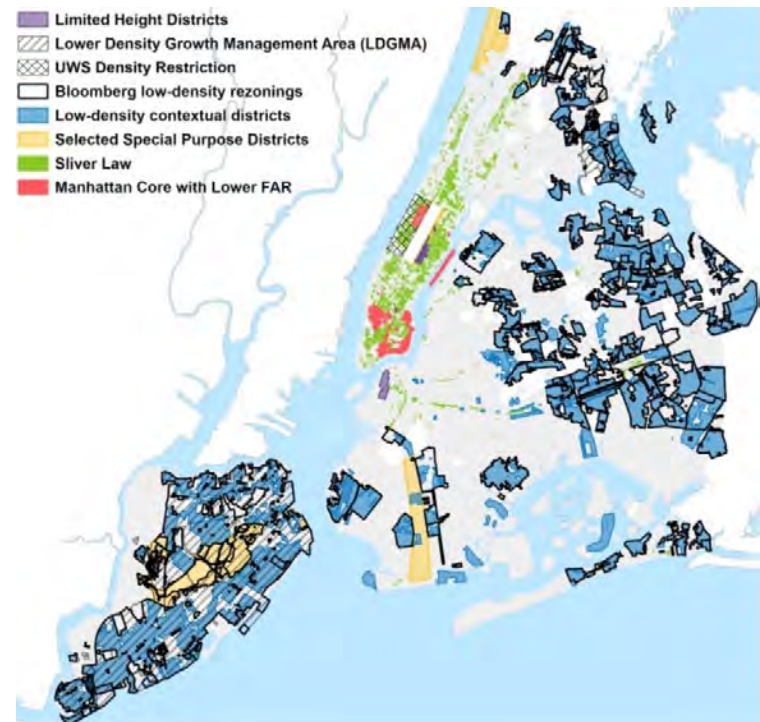 Limited Height Districts
Lower Density Growth Management Area (LDGMA)
UWS Density Restriction
Bloomberg low-density rezonings
Low-density contextual districts
Selected Special Purpose Districts
Sliver Law
Manhattan Core with Lower FAR